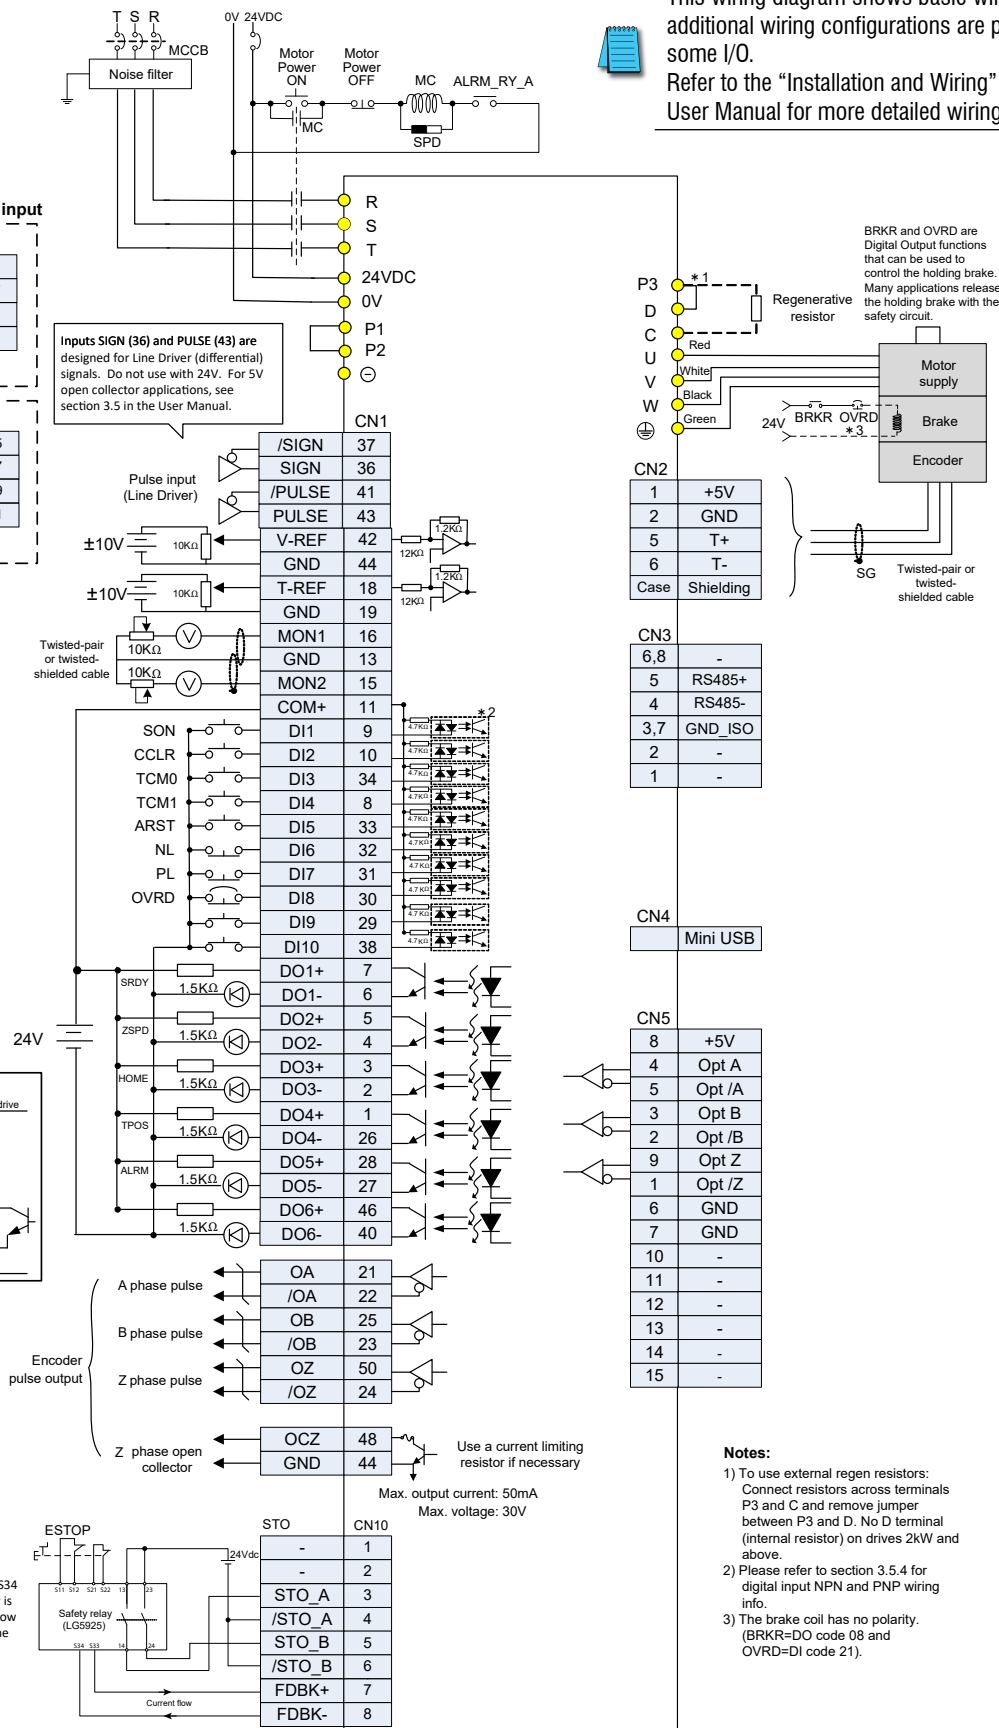 This wiring diagram shows basic wi
additional wiring configurations are p
some I/O.
Refer to the “Installation and Wiring”
User Manual for more detailed wiring
T S R
MCCB
Noise filter
0V 24VDC
Motor
Power
ON
Motor
Power
OFF
MC
ALRM_RY_A
MC
SPD
input
R
S
T
24VDC
0V
P1
P2
Inputs SIGN (36) and PULSE (43) are
designed for Line Driver (differential)
signals. Do not use with 24V. For 5V
open collector applications, see
section 3.5 in the User Manual.
P3
D
C
U
V
W
*1
Regenerative
resistor
Red
White
Black
Green
BRKR and OVRD are
Digital Output functions
that can be used to
control the holding brake.
Many applications release
the holding brake with the
safety circuit.
Motor
supply
24V
BRKR OVRD
*3
Brake
Encoder
SG
Twisted-pair or
twisted-
shielded cable
CN1
/SIGN 37
SIGN 36
/PULSE 41
PULSE 43
V-REF 42
GND 44
T-REF 18
GND 19
MON1 16
GND 13
MON2 15
COM+ 11
DI1 9
DI2 10
DI3 34
DI4 8
DI5 33
DI6 32
DI7 31
DI8 30
DI9 29
DI10 38
DO1+ 7
DO1- 6
DO2+ 5
DO2- 4
DO3+ 3
DO3- 2
DO4+ 1
DO4- 26
DO5+ 28
DO5- 27
DO6+ 46
DO6- 40
OA 21
/OA 22
OB 25
/OB 23
OZ 50
/OZ 24
OCZ 48
GND 44
Pulse input
(Line Driver)
±10V
10KΩ
12KΩ
1.2KΩ
±10V
10KΩ
12KΩ
1.2KΩ
Twisted-pair
or twisted-
shielded cable
10KΩ
V
10KΩ
V
*2
SON
CCLR
TCM0
TCM1
ARST
NL
PL
OVRD
4.7KΩ
4.7KΩ
4.7KΩ
4.7KΩ
4.7KΩ
4.7KΩ
4.7KΩ
4.7KΩ
4.7KΩ
4.7KΩ
24V
SRDY
1.5KΩ
ZSPD
1.5KΩ
HOME
1.5KΩ
TPOS
1.5KΩ
ALRM
1.5KΩ
1.5KΩ
drive
Encoder
pulse output
A phase pulse
B phase pulse
Z phase pulse
Z phase open
collector
Use a current limiting
resistor if necessary
Max. output current: 50mA
Max. voltage: 30V
CN2
1 +5V
2 GND
5 T+
6 T-
Case Shielding
CN3
6,8 -
5 RS485+
4 RS485-
3,7 GND_ISO
2 -
1 -
CN4
Mini USB
CN5
8 +5V
4 Opt A
5 Opt /A
3 Opt B
2 Opt /B
9 Opt Z
1 Opt /Z
6 GND
7 GND
10 -
11 -
12 -
13 -
14 -
15 -
STO CN10
- 1
- 2
STO_A 3
/STO_A 4
STO_B 5
/STO_B 6
FDBK+ 7
FDBK- 8
ESTOP
24Vdc
S11 S12 S21 S22 13 23
Safety relay
(LG5925)
S34 S33 14 24
Current flow
S34
is
ow
ne
Notes:
1) To use external regen resistors:
Connect resistors across terminals
P3 and C and remove jumper
between P3 and D. No D terminal
(internal resistor) on drives 2kW and
above.
2) Please refer to section 3.5.4 for
digital input NPN and PNP wiring
info.
3) The brake coil has no polarity.
(BRKR=DO code 08 and
OVRD=DI code 21).